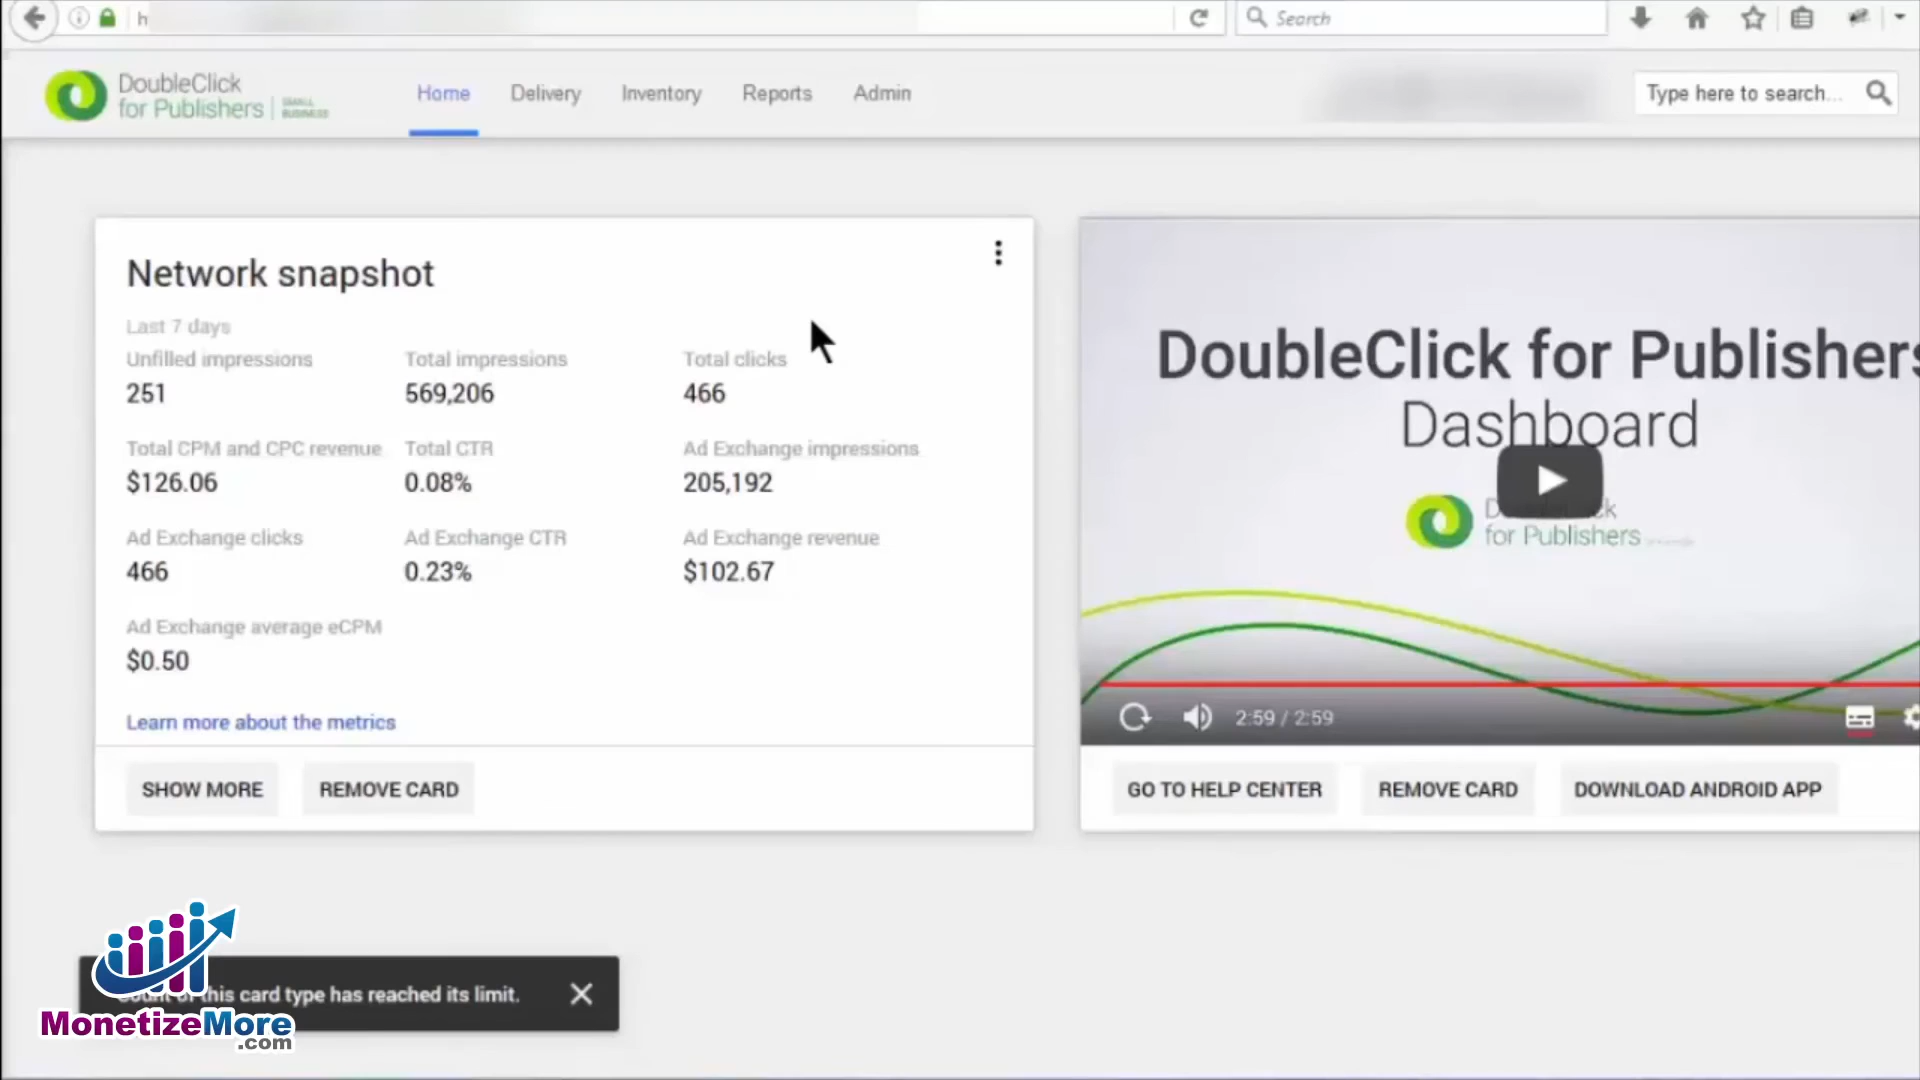 h
Search
DoubleClick
for Publishers | SMALL BUSINESS
Home
Delivery
Inventory
Reports
Admin
Type here to search...
Network snapshot
Last 7 days
Unfilled impressions
Total impressions
Total clicks
251
569,206
466
Total CPM and CPC revenue
Total CTR
Ad Exchange impressions
$126.06
0.08%
205,192
Ad Exchange clicks
Ad Exchange CTR
Ad Exchange revenue
466
0.23%
$102.67
Ad Exchange average eCPM
$0.50
Learn more about the metrics
SHOW MORE
REMOVE CARD
DoubleClick for Publishers
Dashboard
for Publishers
2:59 / 2:59
GO TO HELP CENTER
REMOVE CARD
DOWNLOAD ANDROID APP
this card type has reached its limit.
MonetizeMore
.com